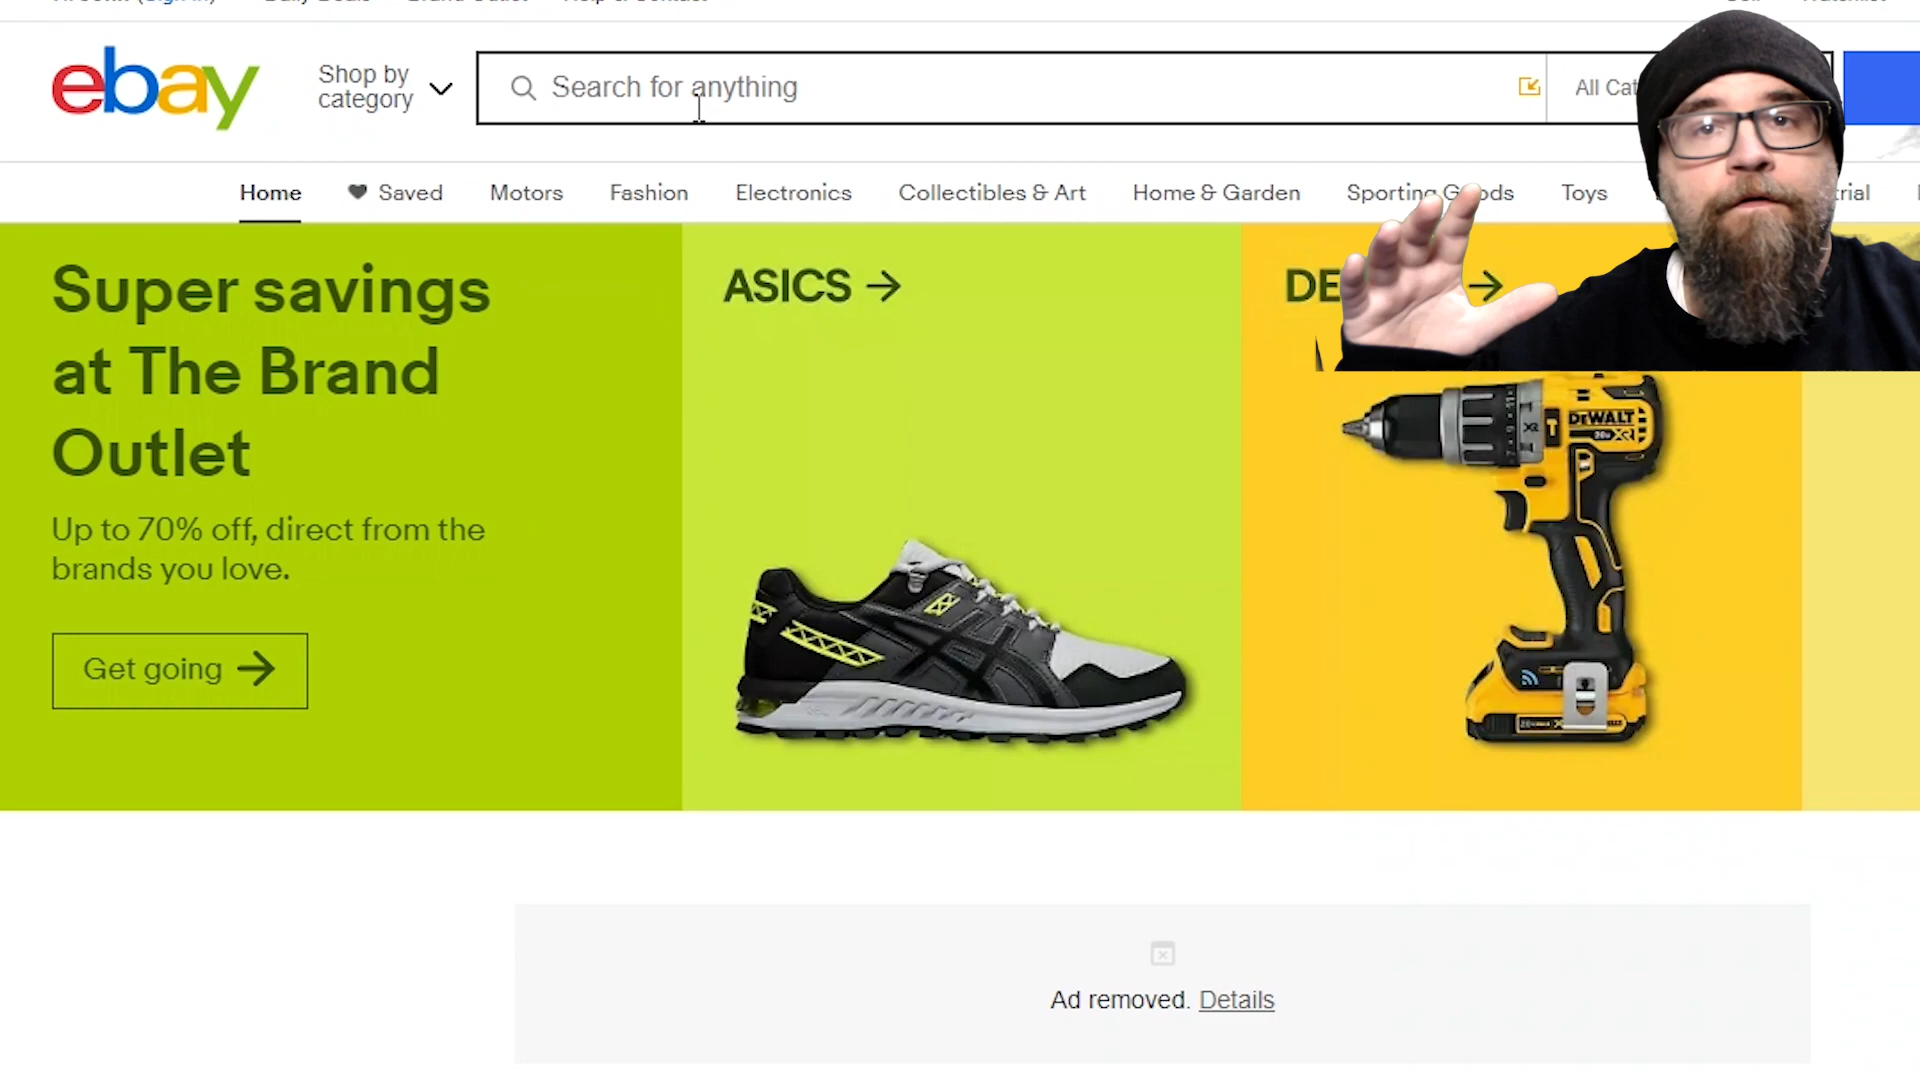 ebay
Shop by
category
Search for anything
All Cat
Home
Saved
Motors
Fashion
Electronics
Collectibles & Art
Home & Garden
Sporting Goods
Toys
Super savings
at The Brand
Outlet
Up to 70% off, direct from the
brands you love.
Get going
ASICS
DE
DEWALT
XR
Ad removed. Details